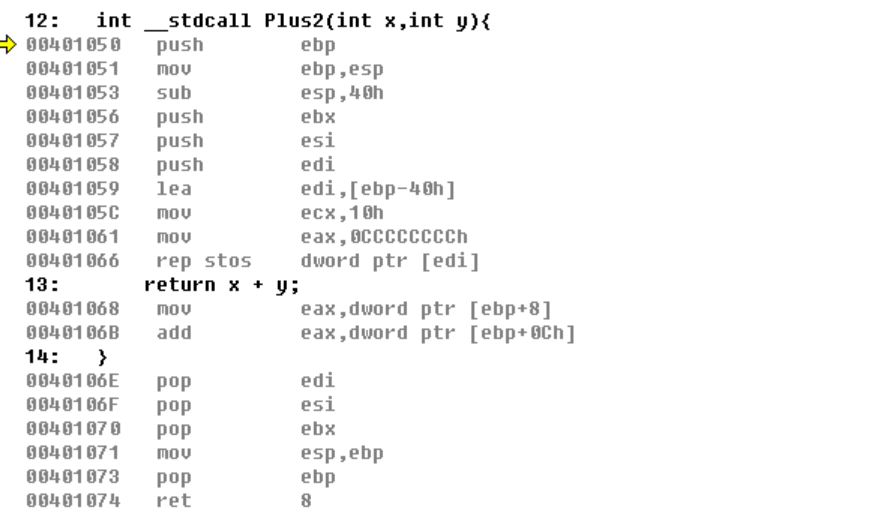 12:   int __stdcall Plus2(int x,int y){
00401050   push        ebp
00401051   mov         ebp,esp
00401053   sub         esp,40h
00401056   push        ebx
00401057   push        esi
00401058   push        edi
00401059   lea         edi,[ebp-40h]
0040105C   mov         ecx,10h
00401061   mov         eax,0CCCCCCCCh
00401066   rep stos    dword ptr [edi]
13:       return x + y;
00401068   mov         eax,dword ptr [ebp+8]
0040106B   add         eax,dword ptr [ebp+0Ch]
14:   }
0040106E   pop         edi
0040106F   pop         esi
00401070   pop         ebx
00401071   mov         esp,ebp
00401073   pop         ebp
00401074   ret         8